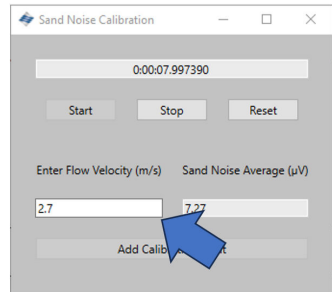 Sand Noise Calibration
0:00:07.997390
Start Stop Reset
Enter Flow Velocity (m/s) Sand Noise Average (µV)
2.7 7.27
Add